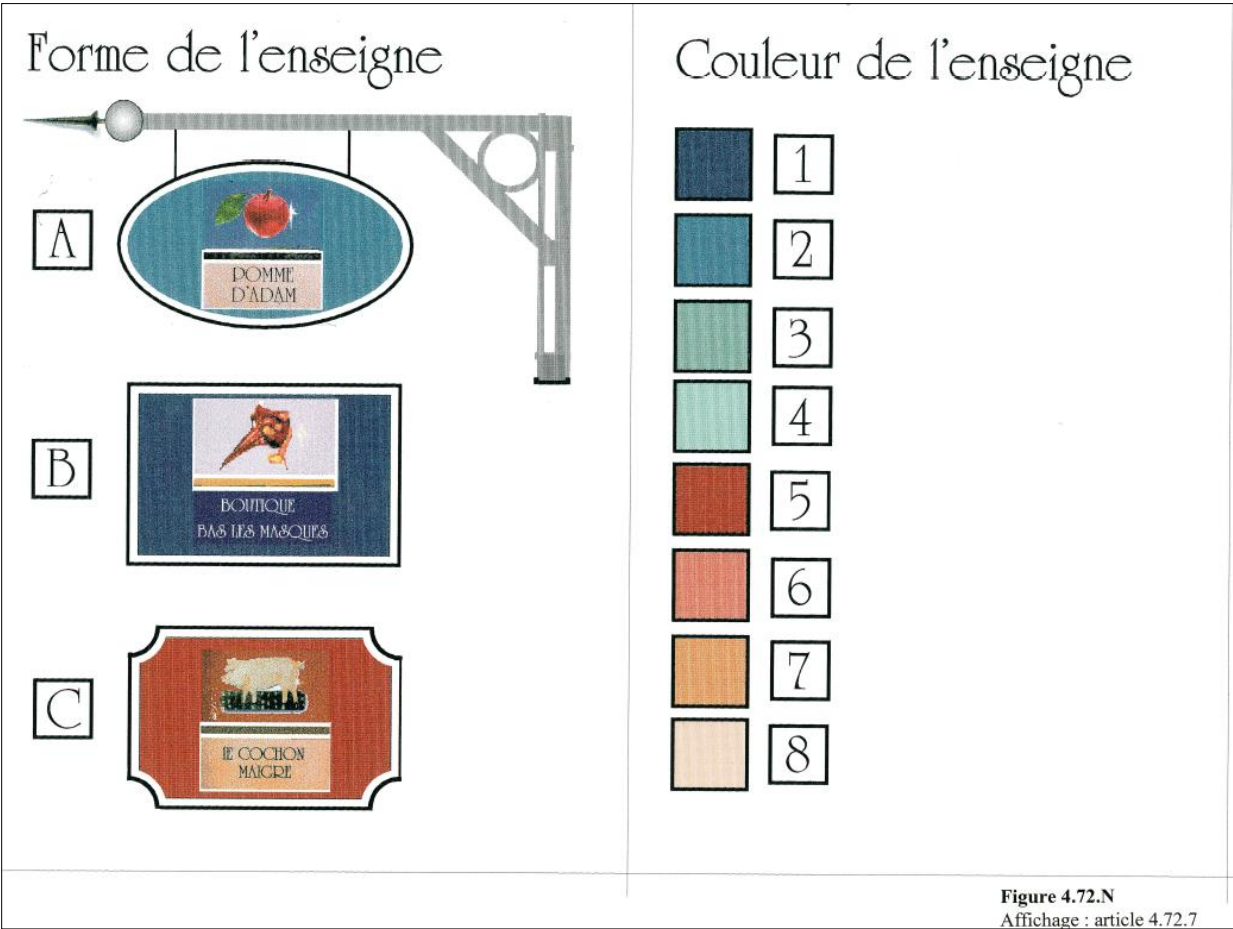 Forme de l'enseigne
A
POMME
D'ADAM
B
BOUTIQUE
BAS LES MASQUES
C
LE COCHON
MAIGRE
Couleur de l'enseigne
1
2
3
4
5
6
7
8
Figure 4.72.N
Affichage : article 4.72.7